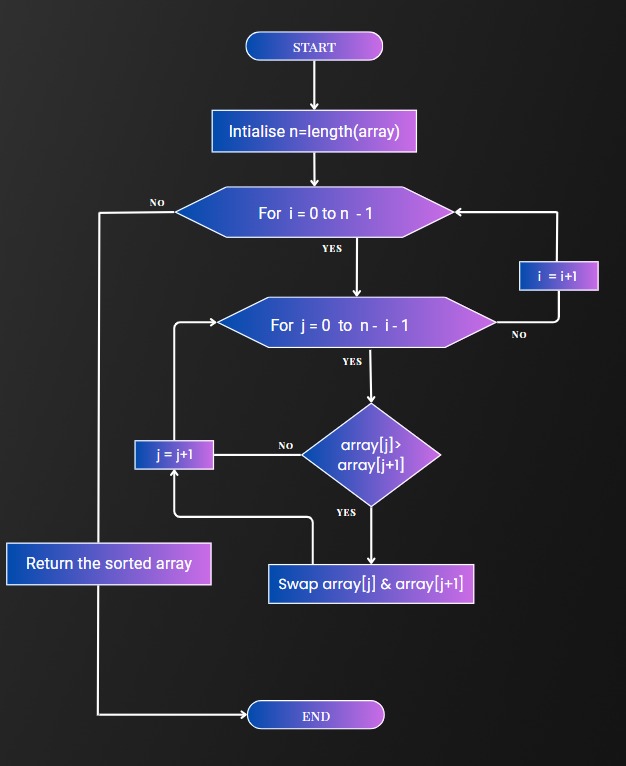 START
Intialise n=length(array)
NO
For i = 0 to n - 1
YES
i = i+1
For j = 0 to n - i - 1
NO
YES
array[j]>
array[j+1]
NO
j = j+1
YES
Return the sorted array
Swap array[j] & array[j+1]
END